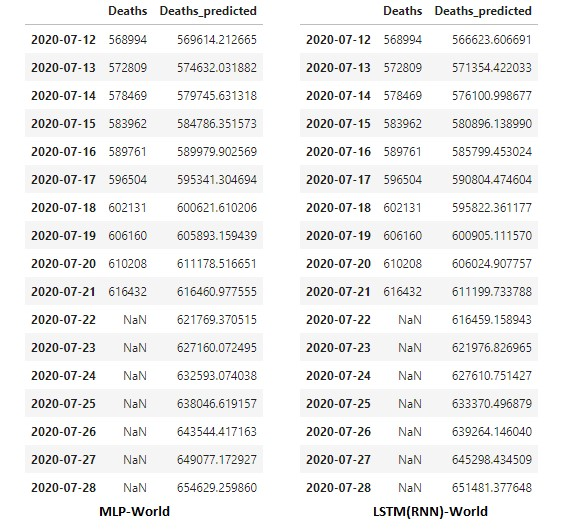 Deaths Deaths_predicted
2020-07-12 568994 569614.212665
2020-07-13 572809 574632.031882
2020-07-14 578469 579745.631318
2020-07-15 583962 584786.351573
2020-07-16 589761 589979.902569
2020-07-17 596504 595341.304694
2020-07-18 602131 600621.610206
2020-07-19 606160 605893.159439
2020-07-20 610208 611178.516651
2020-07-21 616432 616460.977555
2020-07-22 NaN 621769.370515
2020-07-23 NaN 627160.072495
2020-07-24 NaN 632593.074038
2020-07-25 NaN 638046.619157
2020-07-26 NaN 643544.417163
2020-07-27 NaN 649077.172927
2020-07-28 NaN 654629.259860
MLP-World
Deaths Deaths_predicted
2020-07-12 568994 566623.606691
2020-07-13 572809 571354.422033
2020-07-14 578469 576100.998677
2020-07-15 583962 580896.138990
2020-07-16 589761 585799.453024
2020-07-17 596504 590804.474604
2020-07-18 602131 595822.361177
2020-07-19 606160 600905.111570
2020-07-20 610208 606024.907757
2020-07-21 616432 611199.733788
2020-07-22 NaN 616459.158943
2020-07-23 NaN 621976.826965
2020-07-24 NaN 627610.751427
2020-07-25 NaN 633370.496879
2020-07-26 NaN 639264.146040
2020-07-27 NaN 645298.434509
2020-07-28 NaN 651481.377648
LSTM(RNN)-World